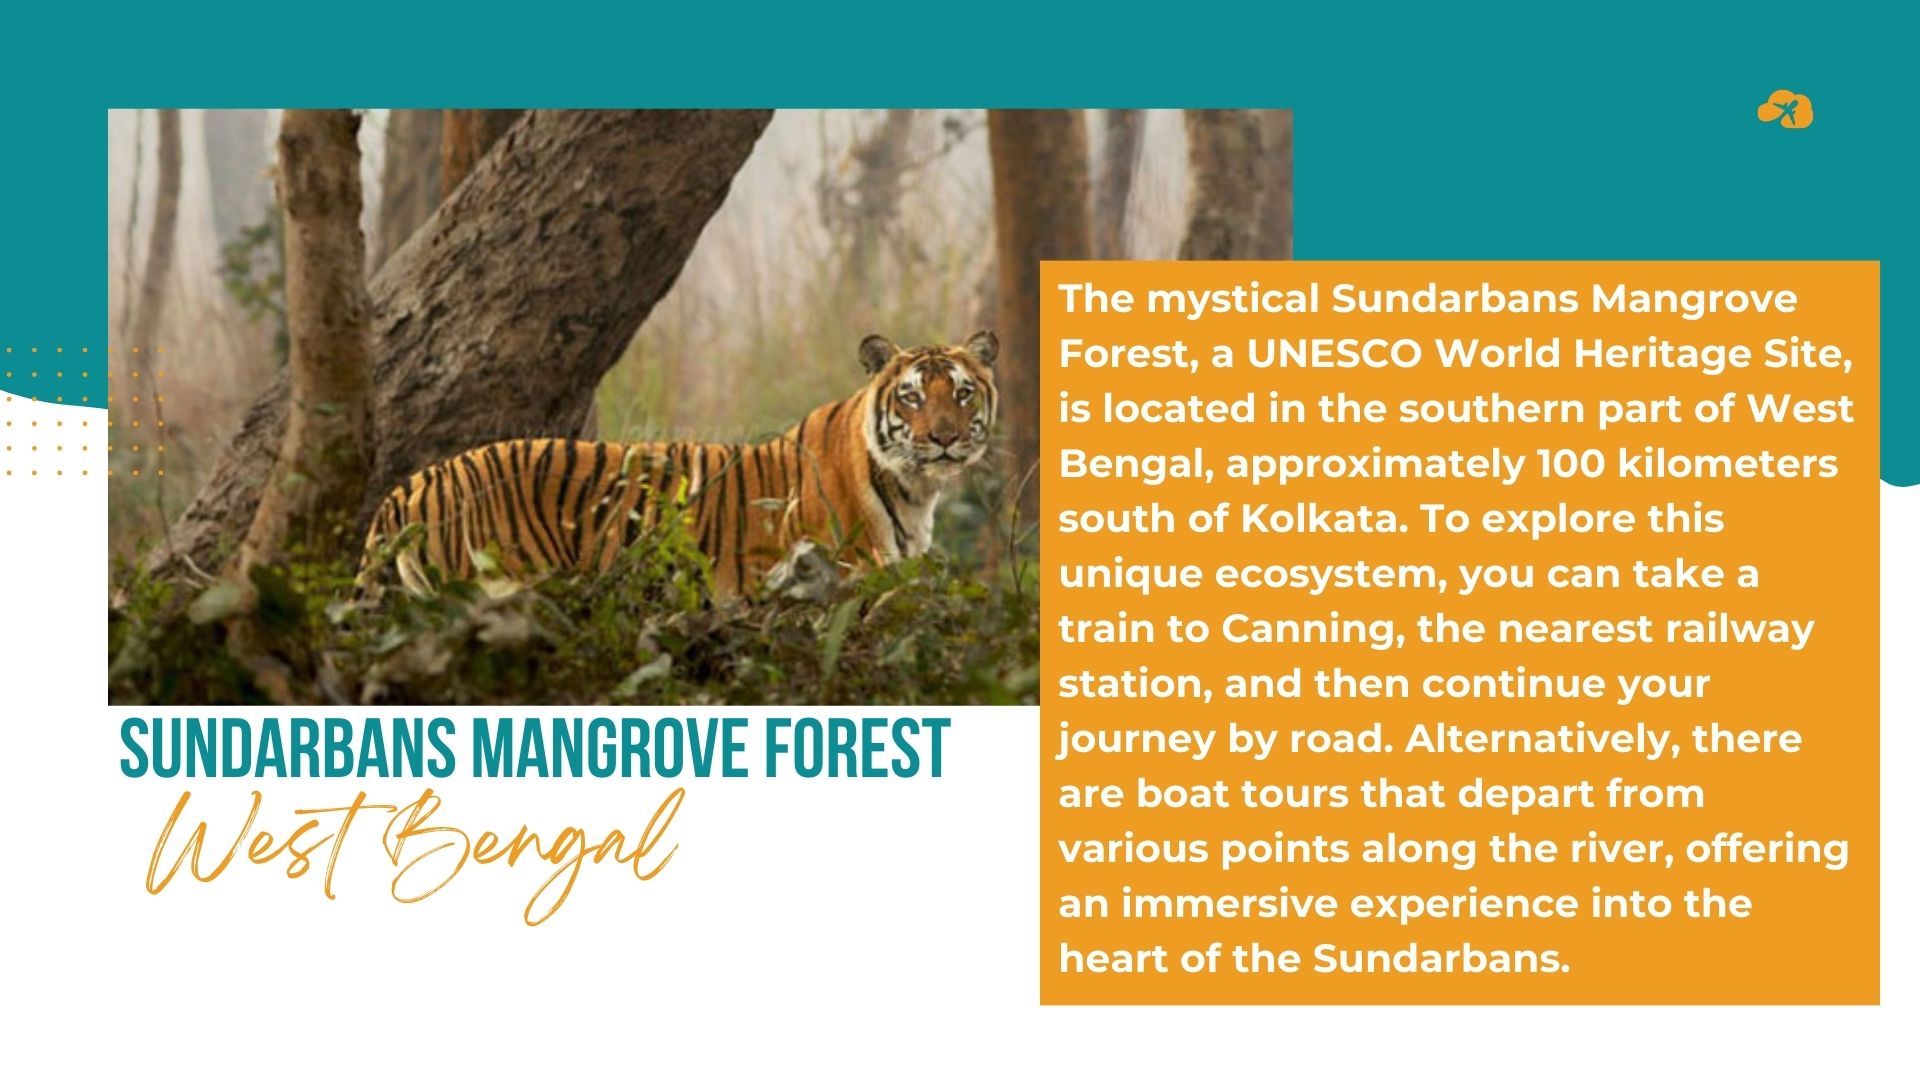 The mystical Sundarbans Mangrove
Forest, a UNESCO World Heritage Site,
is located in the southern part of West
Bengal, approximately 100 kilometers
south of Kolkata. To explore this
unique ecosystem, you can take a
train to Canning, the nearest railway
station, and then continue your
journey by road. Alternatively, there
are boat tours that depart from
various points along the river, offering
an immersive experience into the
heart of the Sundarbans.
SUNDARBANS MANGROVE FOREST
West Bengal